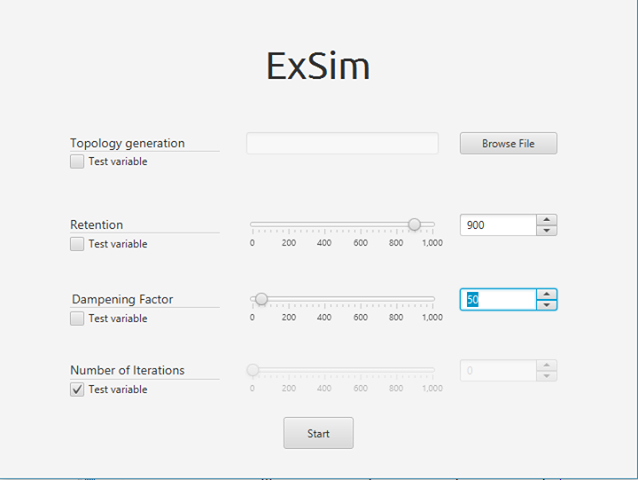 ExSim
Topology generation
Browse File
Test variable
Retention
900
Test variable
0 200 400 600 800 1,000
Dampening Factor
50
Test variable
0 200 400 600 800 1,000
Number of Iterations
0
Test variable
0 200 400 600 800 1,000
Start